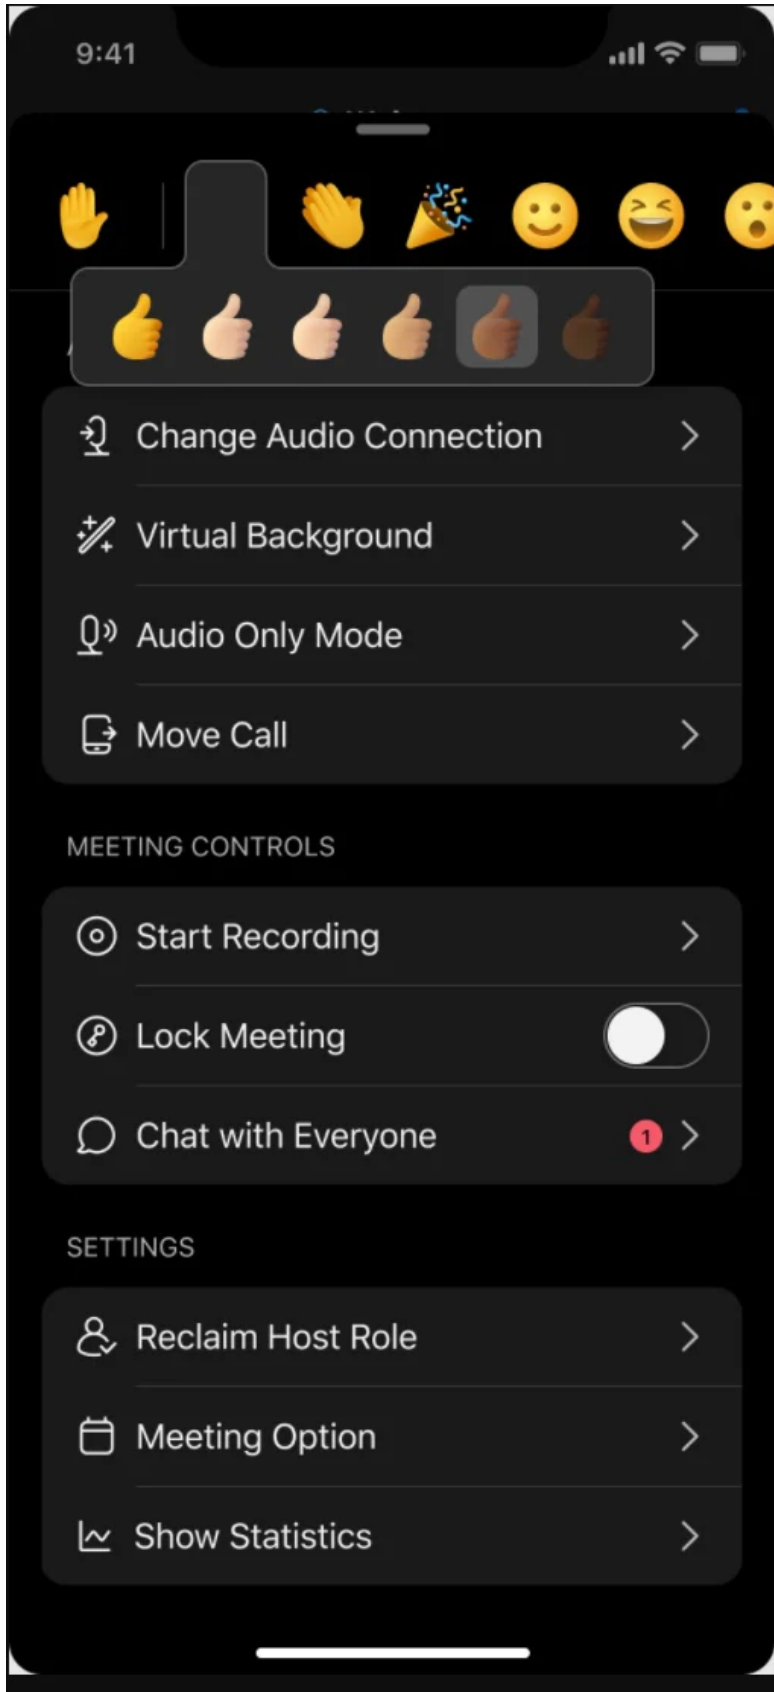 9:41
Change Audio Connection
Virtual Background
Audio Only Mode
Move Call
MEETING CONTROLS
Start Recording
Lock Meeting
Chat with Everyone 1
SETTINGS
Reclaim Host Role
Meeting Option
Show Statistics